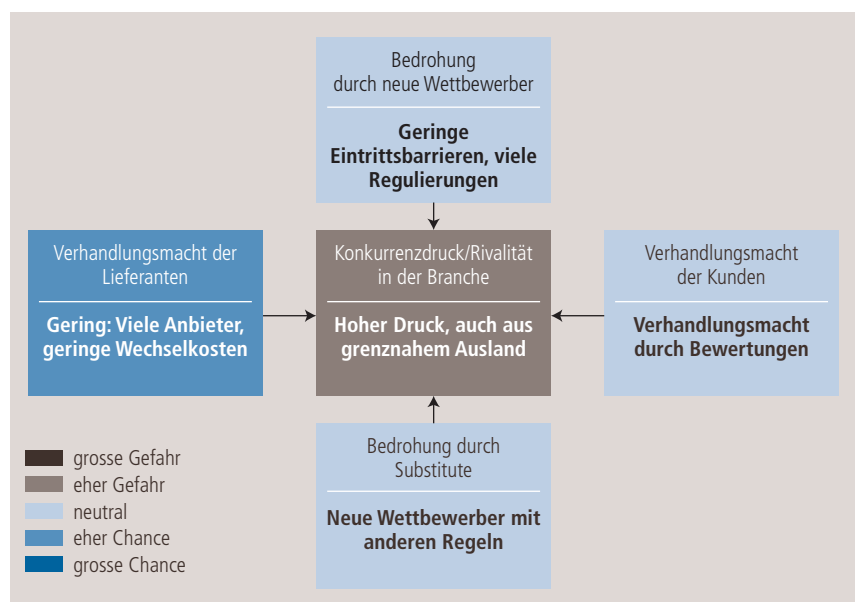 Bedrohung
durch neue Wettbewerber
Geringe
Eintrittsbarrieren, viele
Regulierungen
Verhandlungsmacht der
Lieferanten
Gering: Viele Anbieter,
geringe Wechselkosten
Konkurrenzdruck/Rivalität
in der Branche
Hoher Druck, auch aus
grenznahem Ausland
Verhandlungsmacht
der Kunden
Verhandlungsmacht
durch Bewertungen
Bedrohung durch
Substitute
Neue Wettbewerber mit
anderen Regeln
grosse Gefahr
eher Gefahr
neutral
eher Chance
grosse Chance